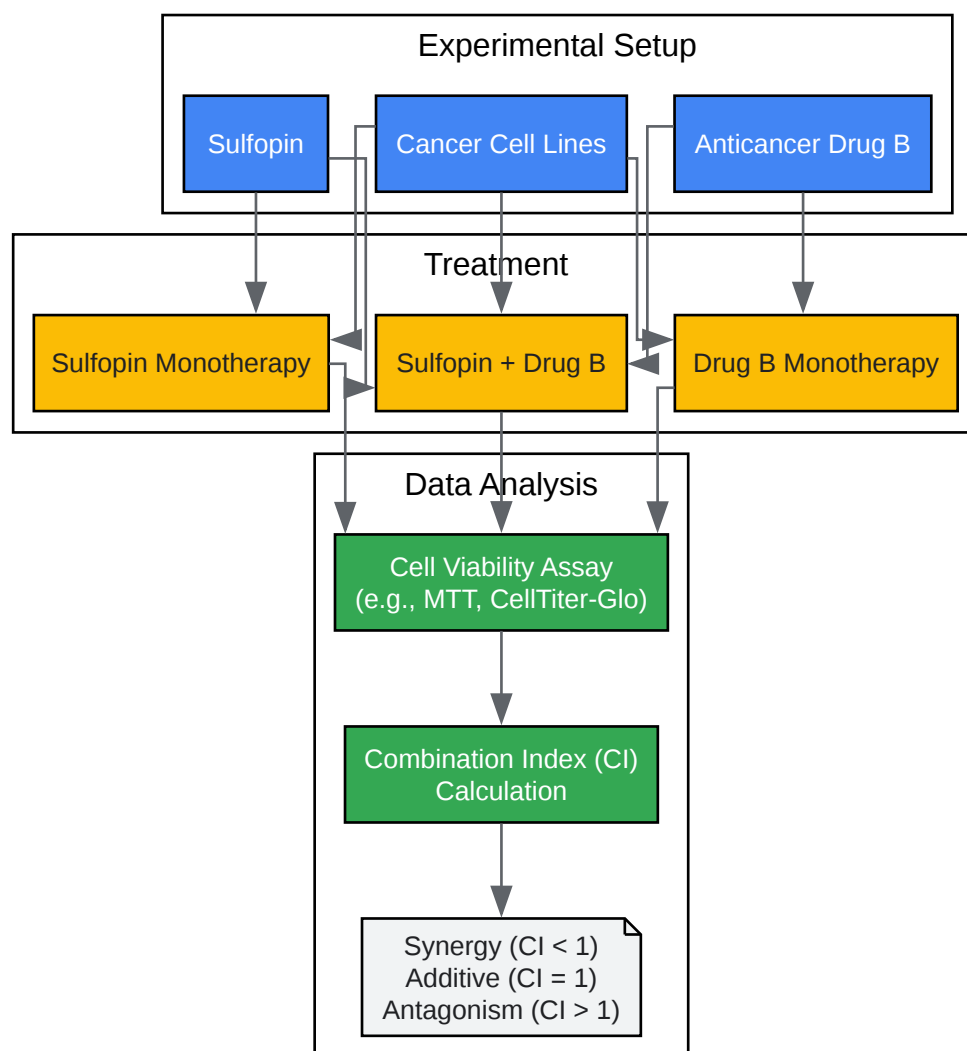 Experimental Setup
Sulfopin
Cancer Cell Lines
Anticancer Drug B
Treatment
Sulfopin Monotherapy
Sulfopin + Drug B
Drug B Monotherapy
Data Analysis
Cell Viability Assay
(e.g., MTT, CellTiter-Glo)
Combination Index (CI)
Calculation
Synergy (CI < 1)
Additive (CI = 1)
Antagonism (CI > 1)